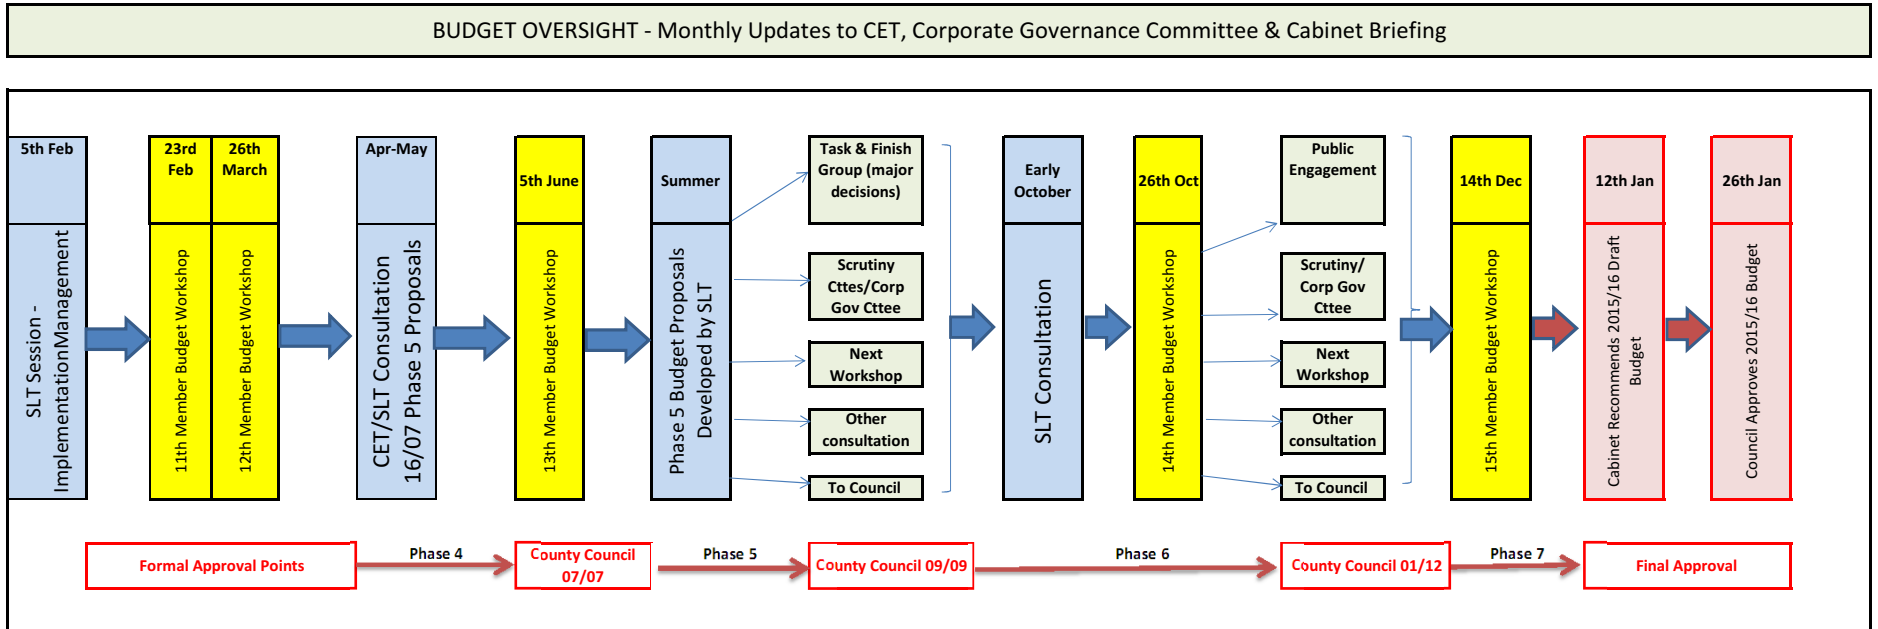 BUDGET OVERSIGHT - Monthly Updates to CET, Corporate Governance Committee & Cabinet Briefing
5th Feb
SLT Session -
ImplementationManagement
23rd
Feb
11th Member Budget Workshop
26th
March
12th Member Budget Workshop
Apr-May
CET/SLT Consultation
16/07 Phase 5 Proposals
5th June
13th Member Budget Workshop
Summer
Phase 5 Budget Proposals
Developed by SLT
Task & Finish
Group (major
decisions)
Scrutiny
Cttes/Corp
Gov Cttee
Next
Workshop
Other
consultation
To Council
Early
October
SLT Consultation
26th Oct
14th Member Budget Workshop
Public
Engagement
Scrutiny/
Corp Gov
Cttee
Next
Workshop
Other
consultation
To Council
14th Dec
15th Member Budget Workshop
12th Jan
Cabinet Recommends 2015/16 Draft
Budget
26th Jan
Council Approves 2015/16 Budget
Formal Approval Points
Phase 4
County Council
07/07
Phase 5
County Council 09/09
Phase 6
County Council 01/12
Phase 7
Final Approval